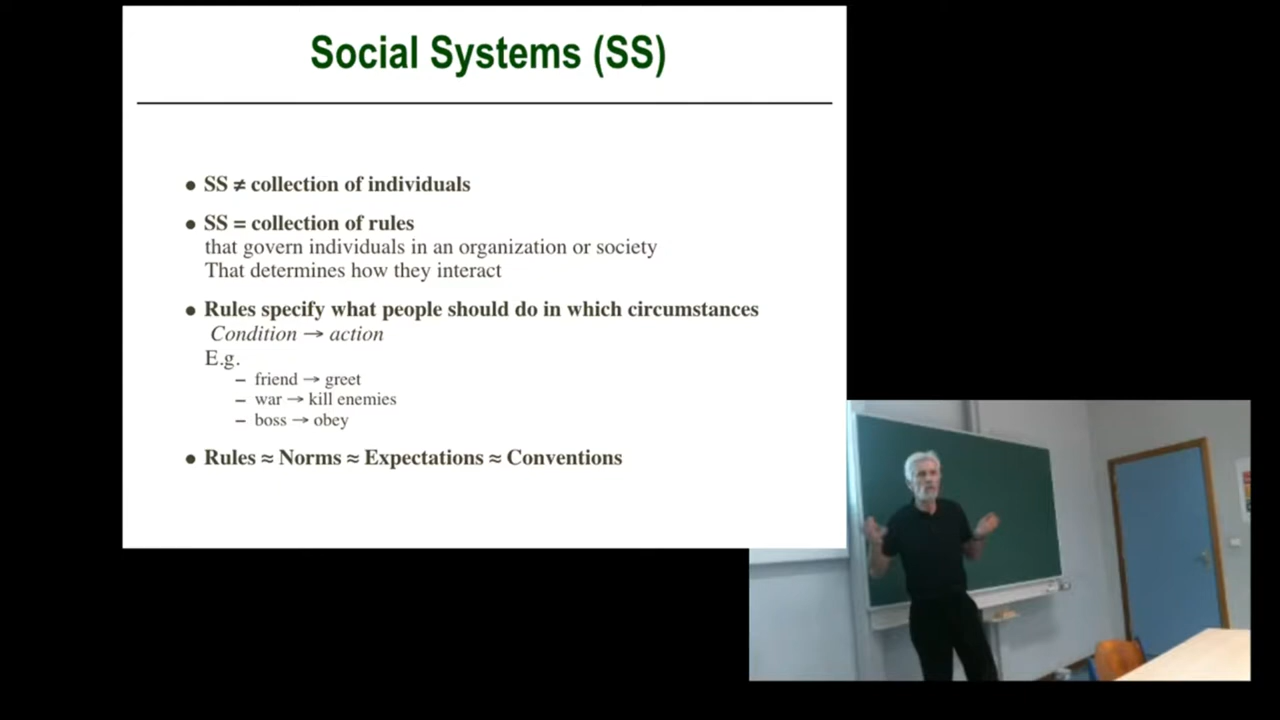 Social Systems (SS)
● SS ≠ collection of individuals
● SS = collection of rules
that govern individuals in an organization or society
That determines how they interact
● Rules specify what people should do in which circumstances
Condition → action
E.g.
– friend → greet
– war → kill enemies
– boss → obey
● Rules ≈ Norms ≈ Expectations ≈ Conventions